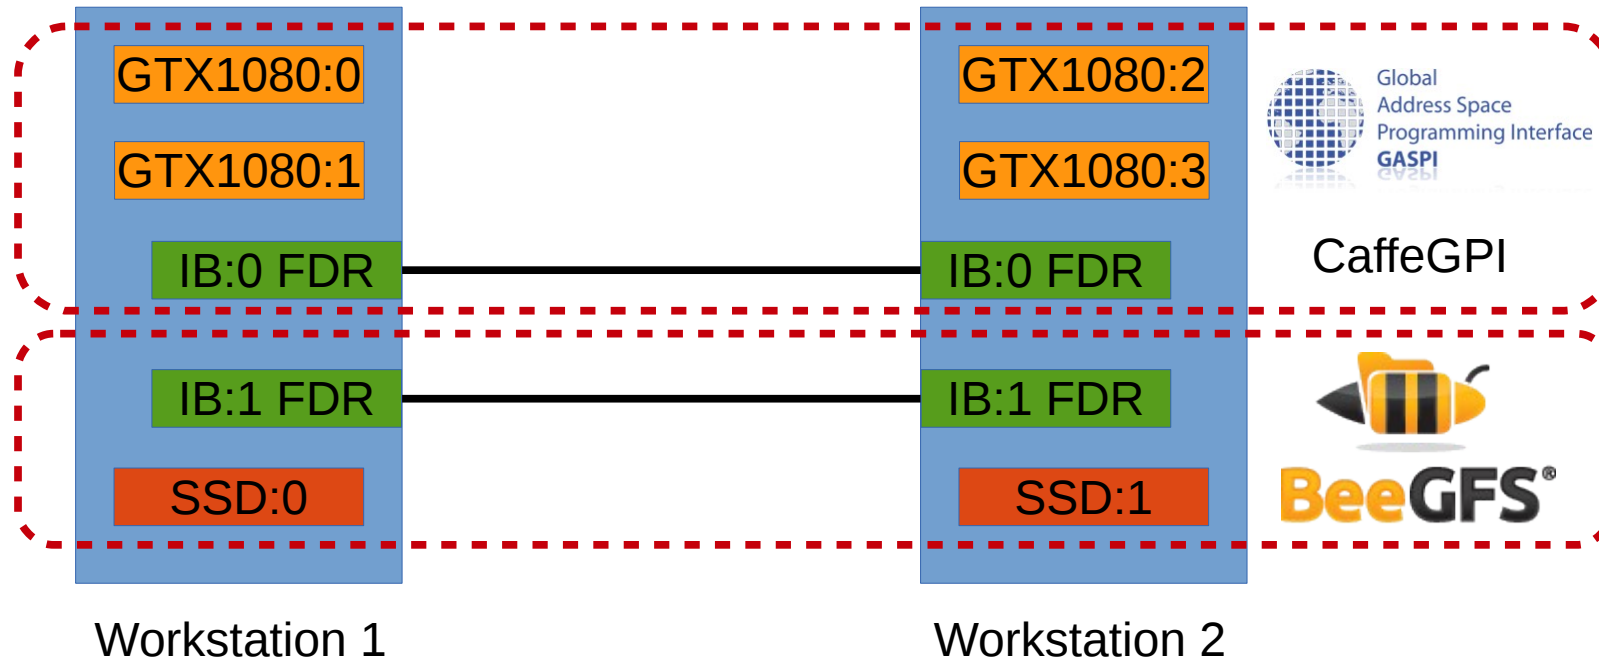 GTX1080:0
GTX1080:1
IB:0 FDR
IB:1 FDR
SSD:0
Workstation 1
GTX1080:2
GTX1080:3
IB:0 FDR
IB:1 FDR
SSD:1
Workstation 2
Global
Address Space
Programming Interface
GASPI
CaffeGPI
BeeGFS®